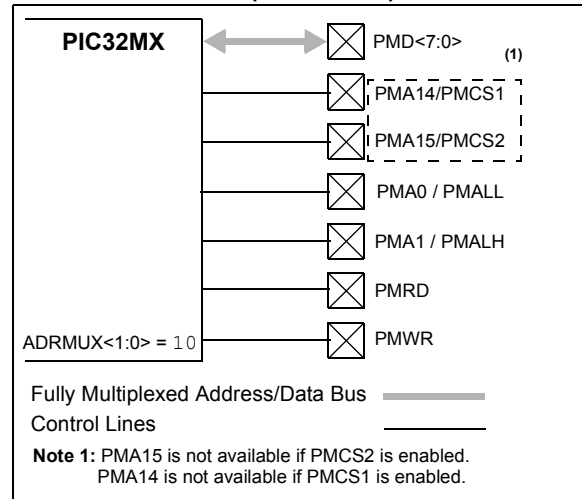 PIC32MX
PMD<7:0>
(1)
PMA14/PMCS1
PMA15/PMCS2
PMA0 / PMALL
PMA1 / PMALH
PMRD
ADRMUX<1:0> = 10
PMWR
Fully Multiplexed Address/Data Bus
Control Lines
Note 1: PMA15 is not available if PMCS2 is enabled.
PMA14 is not available if PMCS1 is enabled.